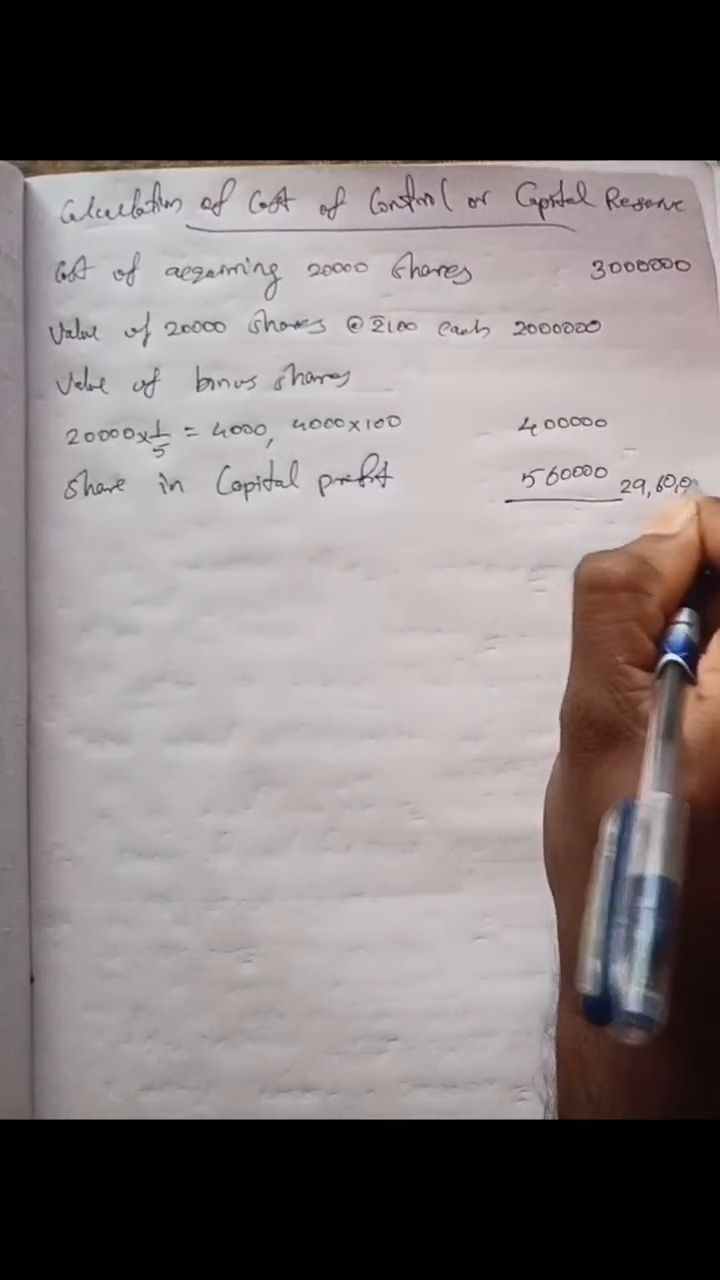 Calculation of Cost of Control or Capital Reserve
Cost of acquiring 20000 shares 3000000
Value of 20000 shares @ ₹100 each 2000000
Value of bonus shares
20000 x 1/5 = 4000, 4000 x 100 400000
Share in Capital profit 560000 29,60,0